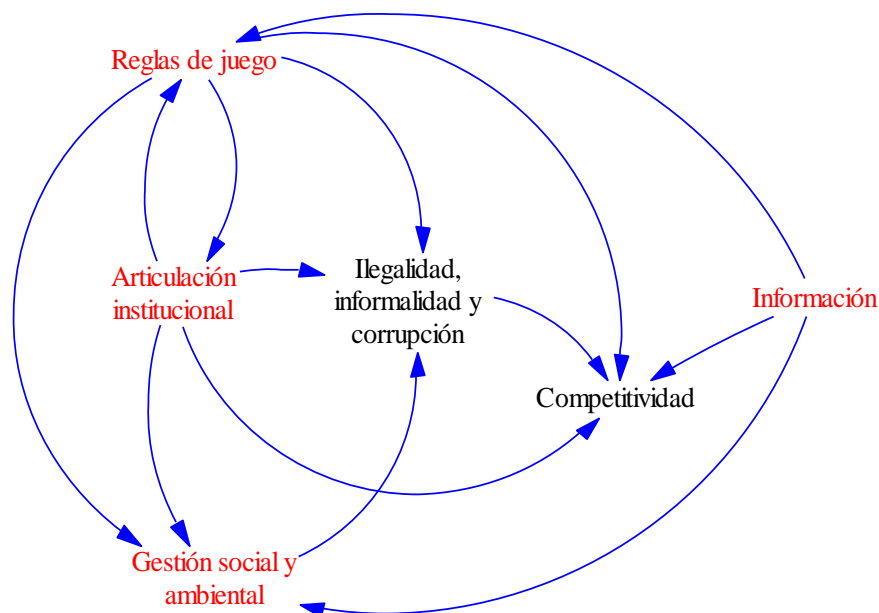 Reglas de juego
Articulación
institucional
Ilegalidad,
informalidad y
corrupción
Información
Competitividad
Gestión social y
ambiental